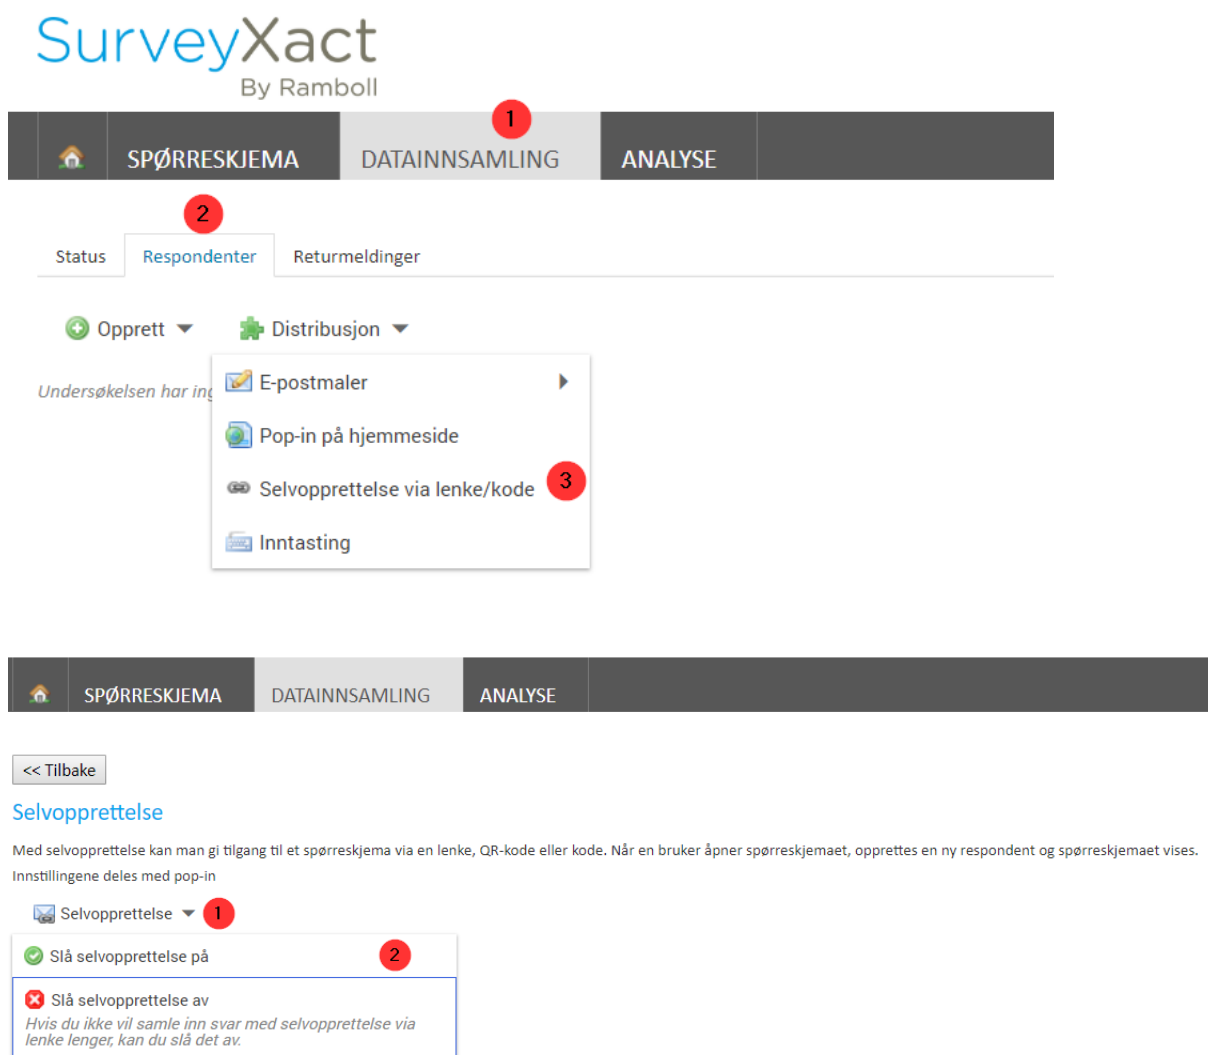 SurveyXact
By Ramboll
1
SPØRRESKJEMA DATAINNSAMLING ANALYSE
2
Status Respondenter Returmeldinger
Opprett Distribusjon
Undersøkelsen har
E-postmaler
Pop-in på hjemmeside
Selvopprettelse via lenke/kode 3
Inntasting
SPØRRESKJEMA DATAINNSAMLING ANALYSE
<< Tilbake
Selvopprettelse
Med selvopprettelse kan man gi tilgang til et spørreskjema via en lenke, QR-kode eller kode. Når en bruker åpner spørreskjemaet, opprettes en ny respondent og spørreskjemaet vises.
Innstillingene deles med pop-in
Selvopprettelse 1
Slå selvopprettelse på 2
Slå selvopprettelse av
Hvis du ikke vil samle inn svar med selvopprettelse via
lenke lenger, kan du slå det av.